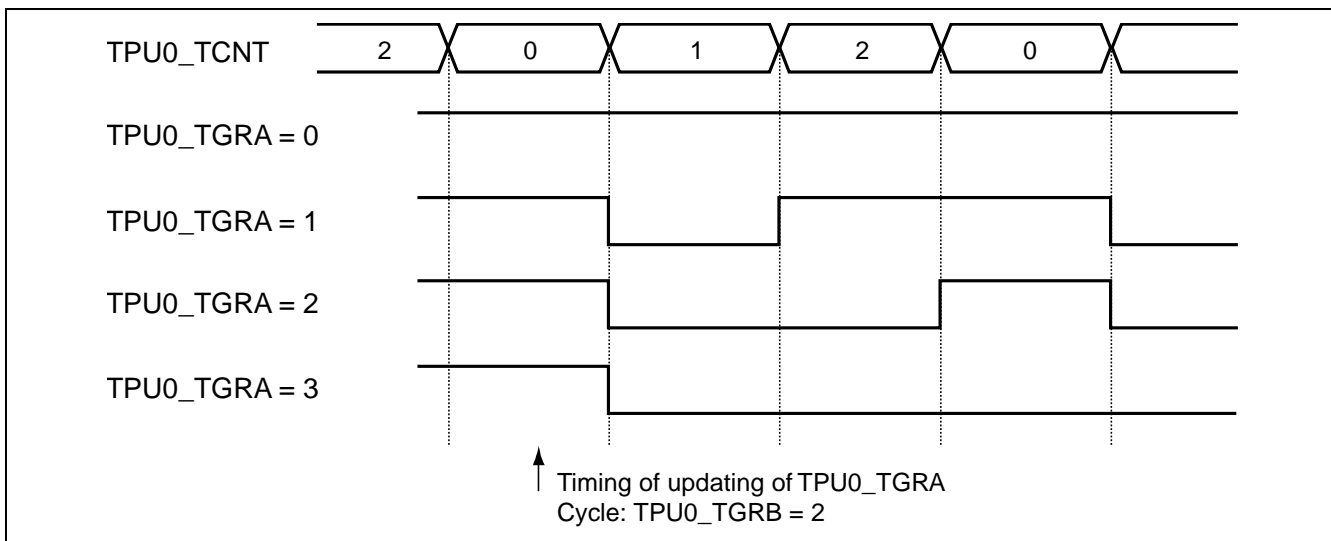 TPU0_TCNT 2 0 1 2 0
TPU0_TGRA = 0
TPU0_TGRA = 1
TPU0_TGRA = 2
TPU0_TGRA = 3
Timing of updating of TPU0_TGRA
Cycle: TPU0_TGRB = 2